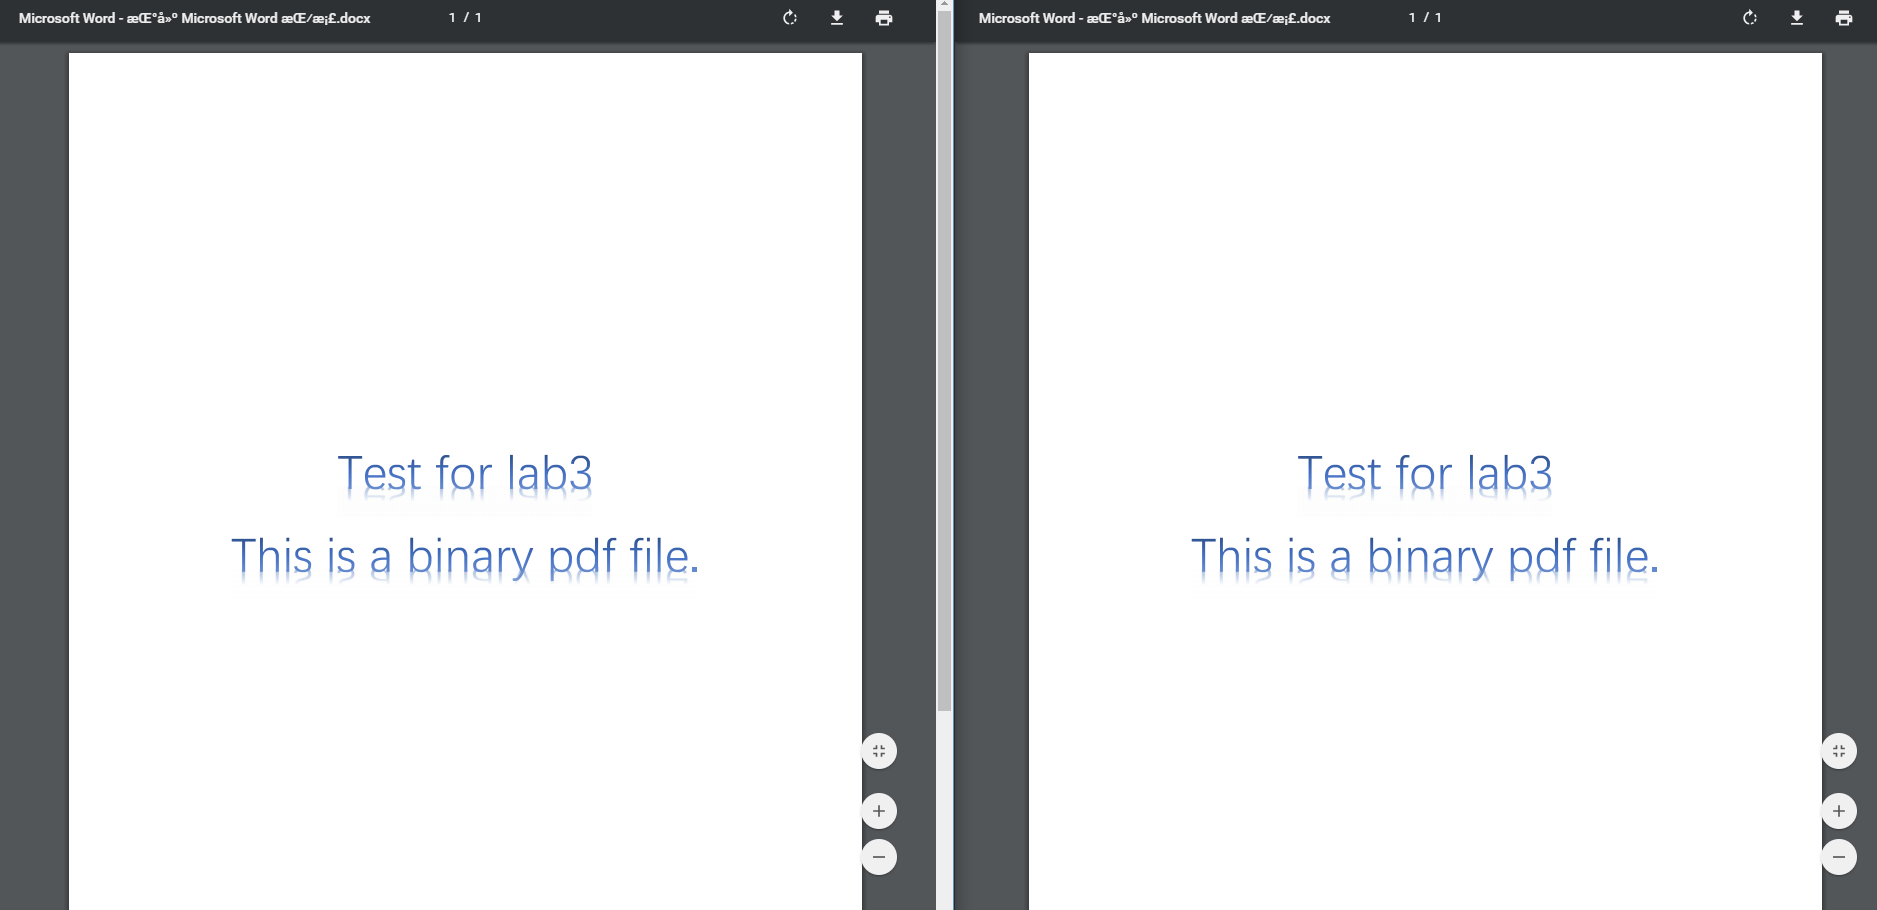 Microsoft Word - æŒ°å»º Microsoft Word æŒ⁄æ¡£.docx
1 / 1
Test for lab3
This is a binary pdf file.
Microsoft Word - æŒ°å»º Microsoft Word æŒ⁄æ¡£.docx
1 / 1
Test for lab3
This is a binary pdf file.